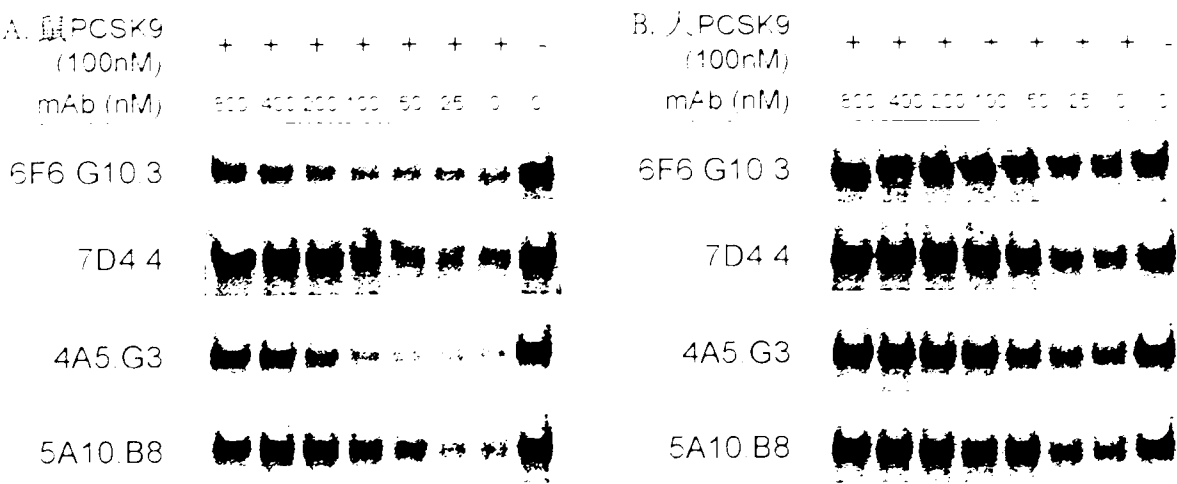 A. 鼠PCSK9 + + + + + + + -
(100nM)
mAb (nM) 800 400 200 100 50 25 0 0
6F6.G10.3
7D4.4
4A5.G3
5A10.B8
B. 人PCSK9 + + + + + + + -
(100nM)
mAb (nM) 800 400 200 100 50 25 0 0
6F6.G10.3
7D4.4
4A5.G3
5A10.B8